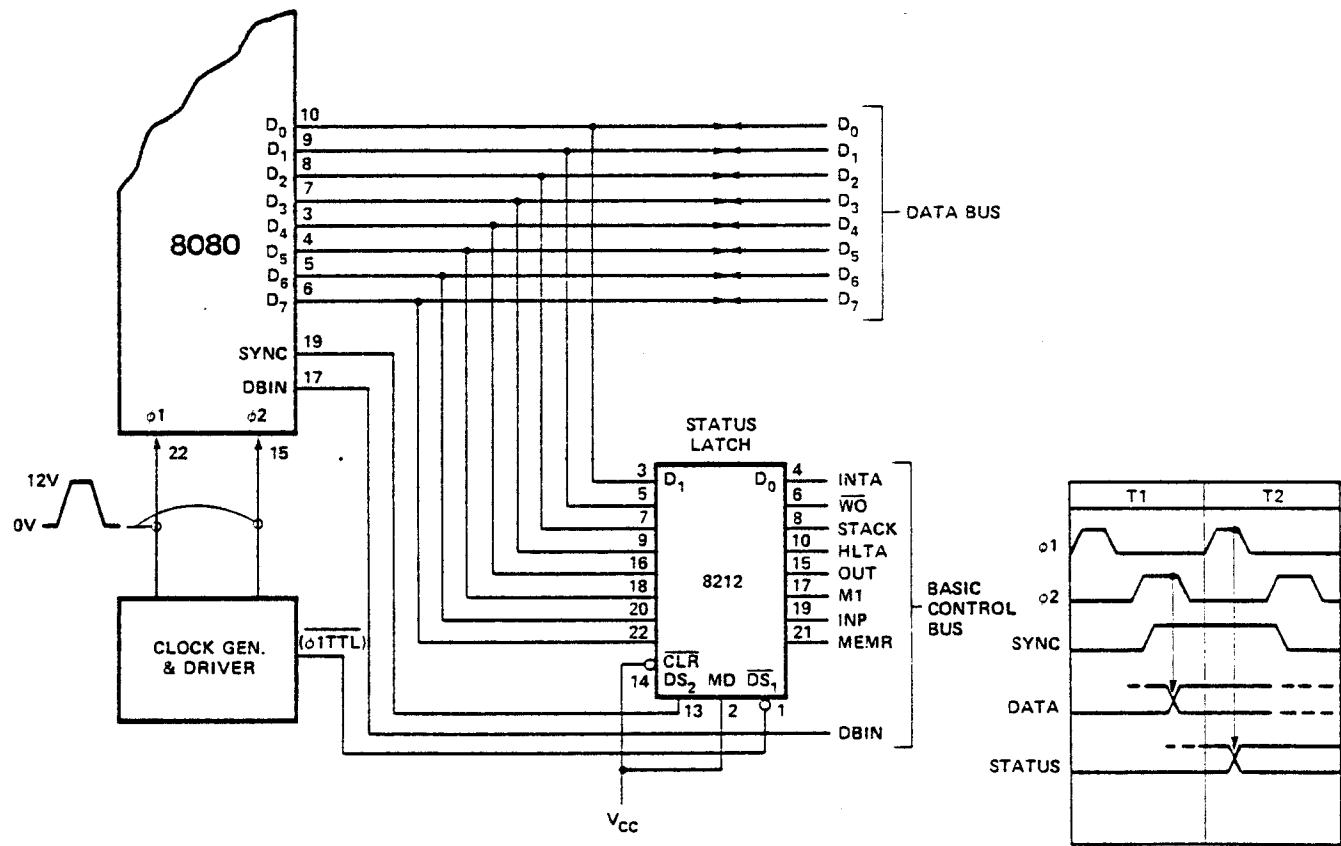 8080
10
D0
9
D1
8
D2
7
D3
3
D4
4
D5
5
D6
6
D7
19
SYNC
17
DBIN
φ1
φ2
22
15
12V
0V
CLOCK GEN.
& DRIVER
(φ1TTL)
D0
D1
D2
D3
D4
D5
D6
D7
DATA BUS
STATUS
LATCH
3 D1 D0 4 INTA
5 6 WO
7 8 STACK
9 10 HLTA
16 15 OUT
8212
18 17 M1
20 19 INP
22 21 MEMR
CLR
14 DS2 MD DS1
13 2 1
DBIN
BASIC
CONTROL
BUS
VCC
T1 T2
φ1
φ2
SYNC
DATA
STATUS